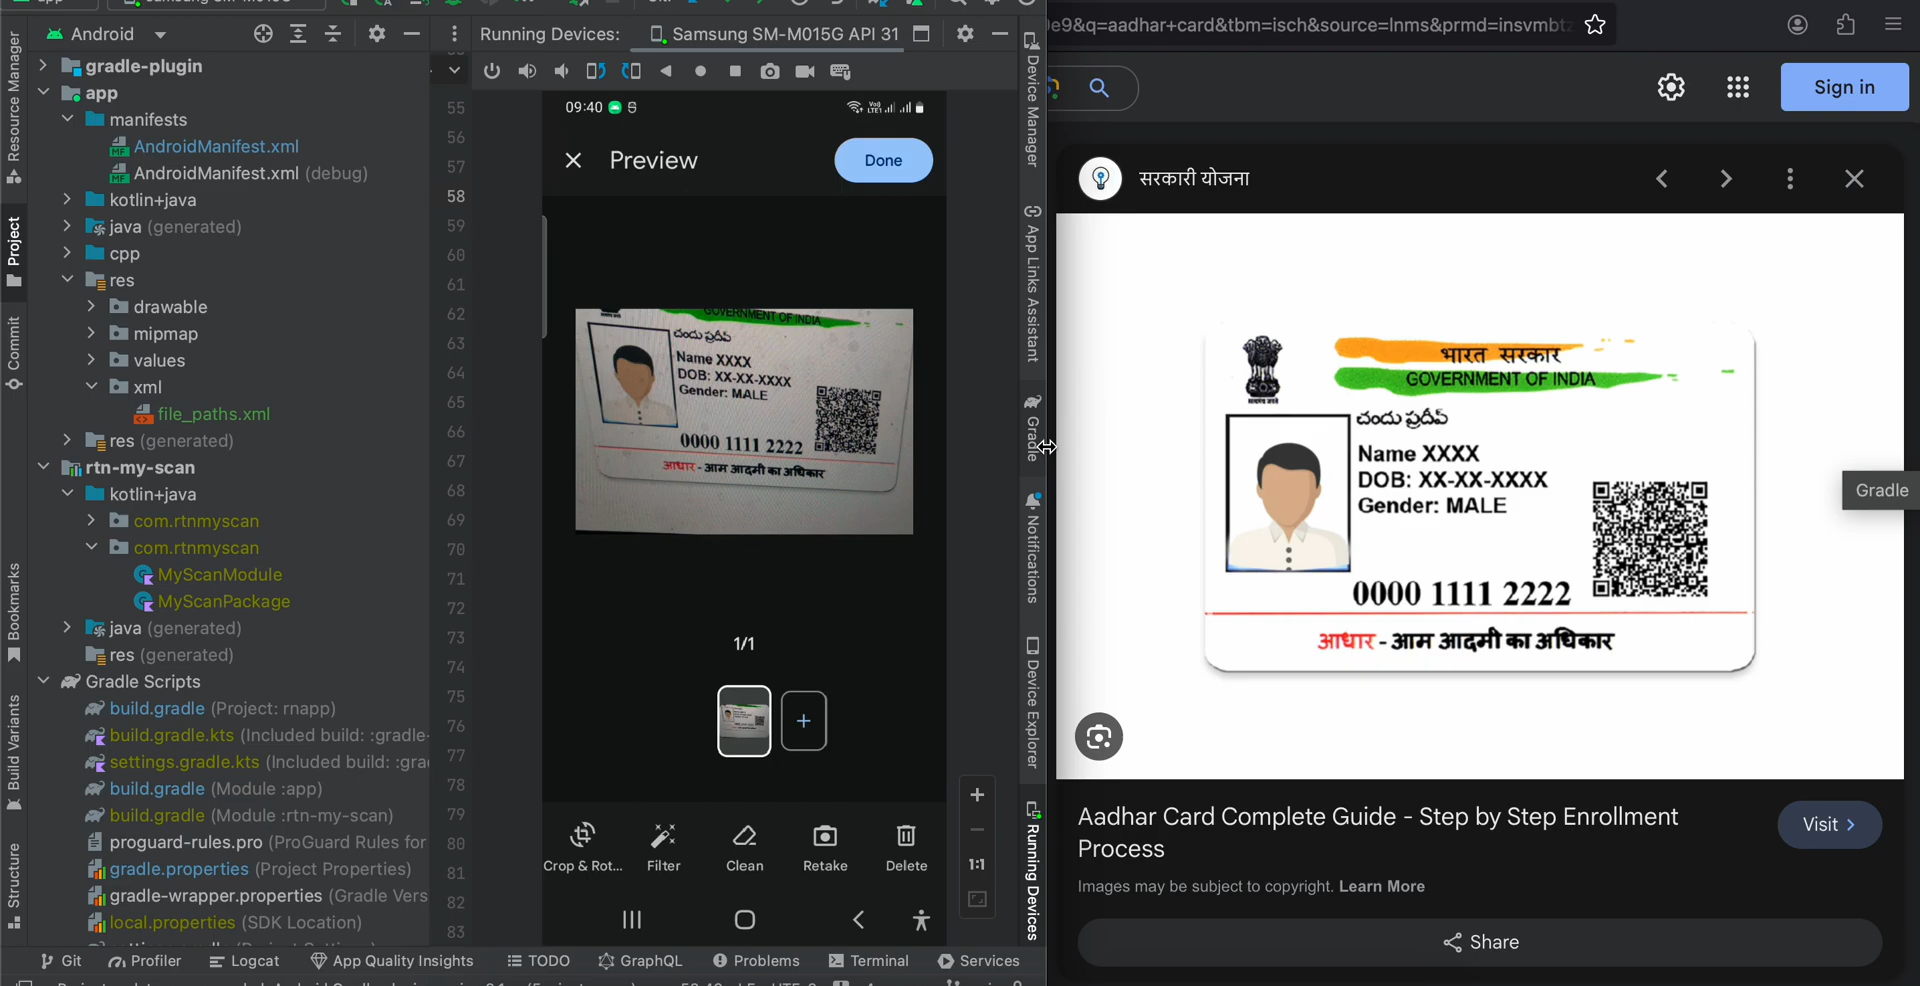 e9&q=aadhar+card&tbm=isch&source=lnms&prmd=insvmbtz
Android
Running Devices:
Samsung SM-M015G API 31
Resource Manager
Project
Commit
Bookmarks
Build Variants
Structure
gradle-plugin
app
manifests
AndroidManifest.xml
AndroidManifest.xml (debug)
kotlin+java
java (generated)
cpp
res
drawable
mipmap
values
xml
file_paths.xml
res (generated)
rtn-my-scan
kotlin+java
com.rtnmyscan
com.rtnmyscan
MyScanModule
MyScanPackage
java (generated)
res (generated)
Gradle Scripts
build.gradle (Project: rnapp)
build.gradle.kts (Included build: :gradle-
settings.gradle.kts (Included build: :gra
build.gradle (Module :app)
build.gradle (Module :rtn-my-scan)
proguard-rules.pro (ProGuard Rules for
gradle.properties (Project Properties)
gradle-wrapper.properties (Gradle Vers
local.properties (SDK Location)
55
56
57
58
59
60
61
62
63
64
65
66
67
68
69
70
71
72
73
74
75
76
77
78
79
80
81
82
83
09:40
Preview
Done
GOVERNMENT OF INDIA
చందు ప్రదీప్
Name XXXX
DOB: XX-XX-XXXX
Gender: MALE
0000 1111 2222
आधार - आम आदमी का अधिकार
1/1
Crop & Rot...
Filter
Clean
Retake
Delete
1:1
Device Manager
App Links Assistant
Gradle
Notifications
Device Explorer
Running Devices
Git
Profiler
Logcat
App Quality Insights
TODO
GraphQL
Problems
Terminal
Services
Sign in
सरकारी योजना
भारत सरकार
GOVERNMENT OF INDIA
చందు ప్రదీప్
Name XXXX
DOB: XX-XX-XXXX
Gender: MALE
0000 1111 2222
आधार - आम आदमी का अधिकार
Gradle
Aadhar Card Complete Guide - Step by Step Enrollment
Process
Visit
Images may be subject to copyright. Learn More
Share